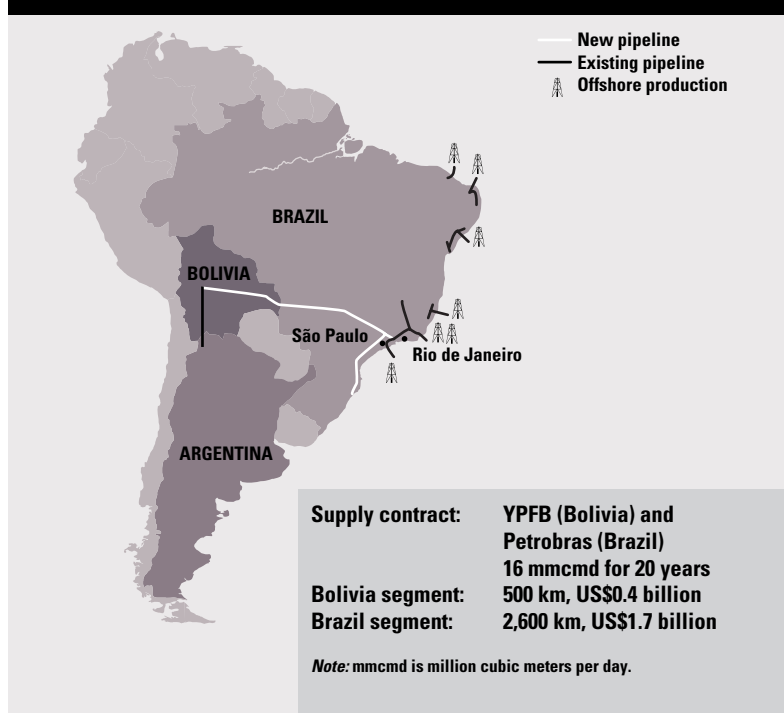 New pipeline
Existing pipeline
Offshore production
BRAZIL
BOLIVIA
São Paulo
Rio de Janeiro
ARGENTINA
Supply contract: YPFB (Bolivia) and
Petrobras (Brazil)
16 mmcmd for 20 years
Bolivia segment: 500 km, US$0.4 billion
Brazil segment: 2,600 km, US$1.7 billion
Note: mmcmd is million cubic meters per day.